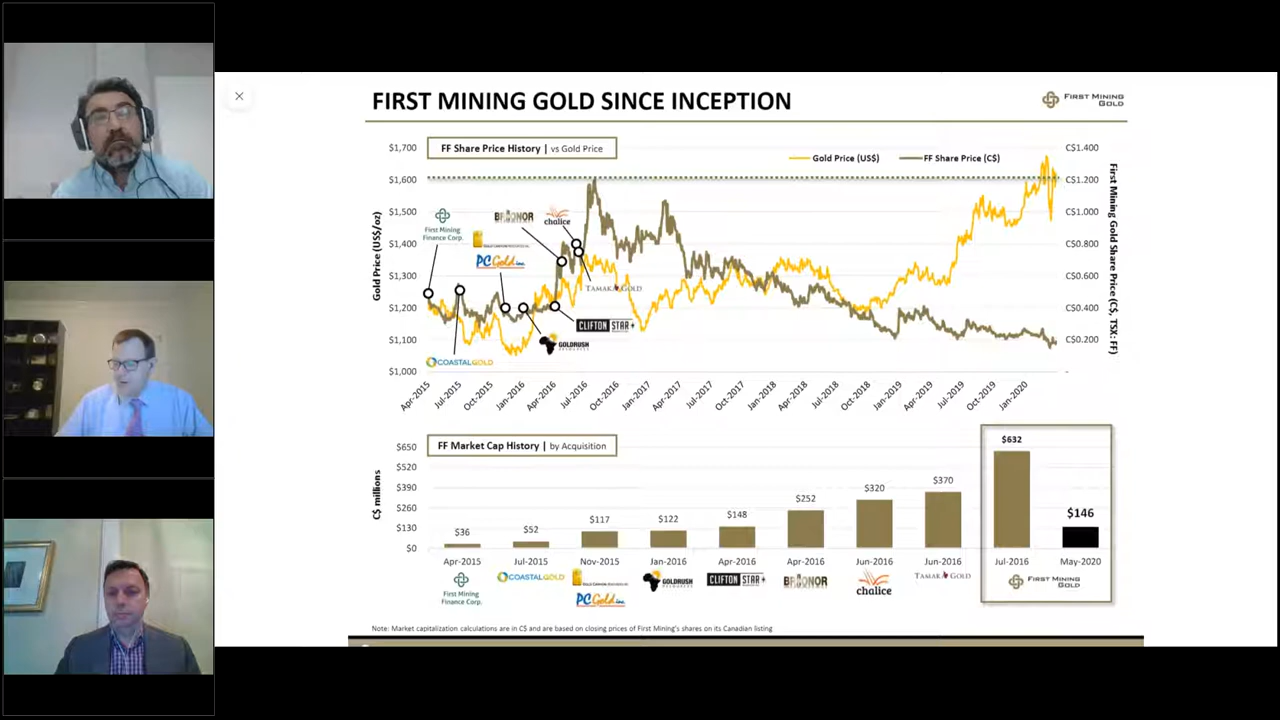 FIRST MINING GOLD SINCE INCEPTION
FIRST MINING
GOLD
FF Share Price History | vs Gold Price
Gold Price (US$)
FF Share Price (C$)
Gold Price (US$/oz)
$1,700
$1,600
$1,500
$1,400
$1,300
$1,200
$1,100
$1,000
C$1.400
C$1.200
C$1.000
C$0.800
C$0.600
C$0.400
C$0.200
-
First Mining Gold Share Price (C$, TSX: FF)
First Mining
Finance Corp.
BRIONOR
chalice
PC Gold inc.
TAMAKA GOLD
CLIFTON STAR
GOLDRUSH
COASTALGOLD
Apr-2015
Jul-2015
Oct-2015
Jan-2016
Apr-2016
Jul-2016
Oct-2016
Jan-2017
Apr-2017
Jul-2017
Oct-2017
Jan-2018
Apr-2018
Jul-2018
Oct-2018
Jan-2019
Apr-2019
Jul-2019
Oct-2019
Jan-2020
FF Market Cap History | by Acquisition
C$ millions
$650
$520
$390
$260
$130
$0
$36
$52
$117
$122
$148
$252
$320
$370
$632
$146
Apr-2015
Jul-2015
Nov-2015
Jan-2016
Apr-2016
Apr-2016
Jun-2016
Jun-2016
Jul-2016
May-2020
First Mining
Finance Corp.
COASTALGOLD
PC Gold inc.
GOLDRUSH
CLIFTON STAR
BRIONOR
chalice
TAMAKA GOLD
FIRST MINING
GOLD
Note: Market capitalization calculations are in C$ and are based on closing prices of First Mining's shares on its Canadian listing